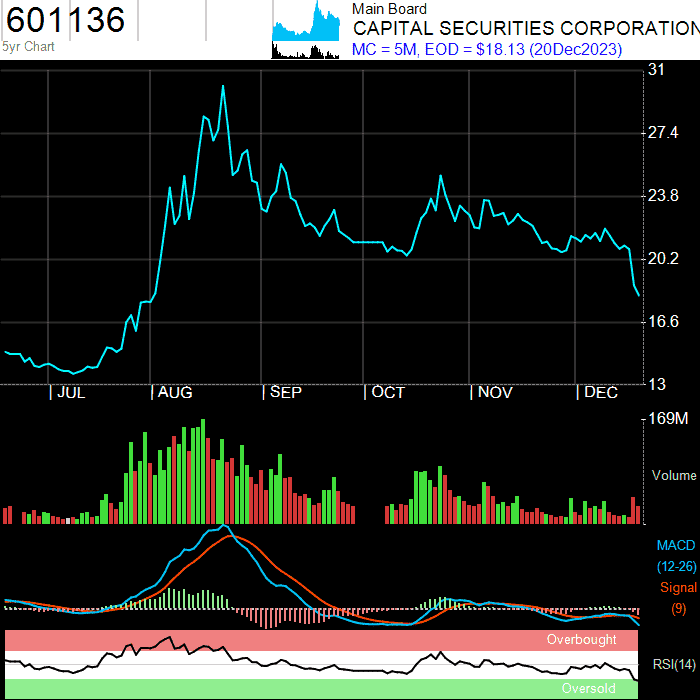 601136
5yr Chart
Main Board
CAPITAL SECURITIES CORPORATION
MC = 5M, EOD = $18.13 (20Dec2023)
31
27.4
23.8
20.2
16.6
13
JUL AUG SEP OCT NOV DEC
169M
Volume
MACD
(12-26)
Signal
(9)
Overbought
RSI(14)
Oversold